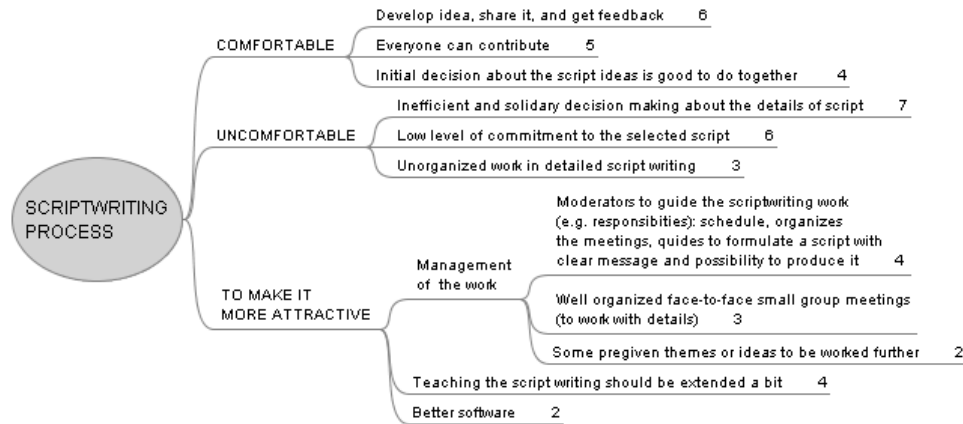 SCRIPTWRITING
PROCESS
COMFORTABLE
Develop idea, share it, and get feedback 6
Everyone can contribute 5
Initial decision about the script ideas is good to do together 4
UNCOMFORTABLE
Inefficient and solidary decision making about the details of script 7
Low level of commitment to the selected script 6
Unorganized work in detailed script writing 3
TO MAKE IT
MORE ATTRACTIVE
Management
of the work
Moderators to guide the scriptwriting work
(e.g. responsibities): schedule, organizes
the meetings, quides to formulate a script with
clear message and possibility to produce it 4
Well organized face-to-face small group meetings
(to work with details) 3
Some pregiven themes or ideas to be worked further 2
Teaching the script writing should be extended a bit 4
Better software 2